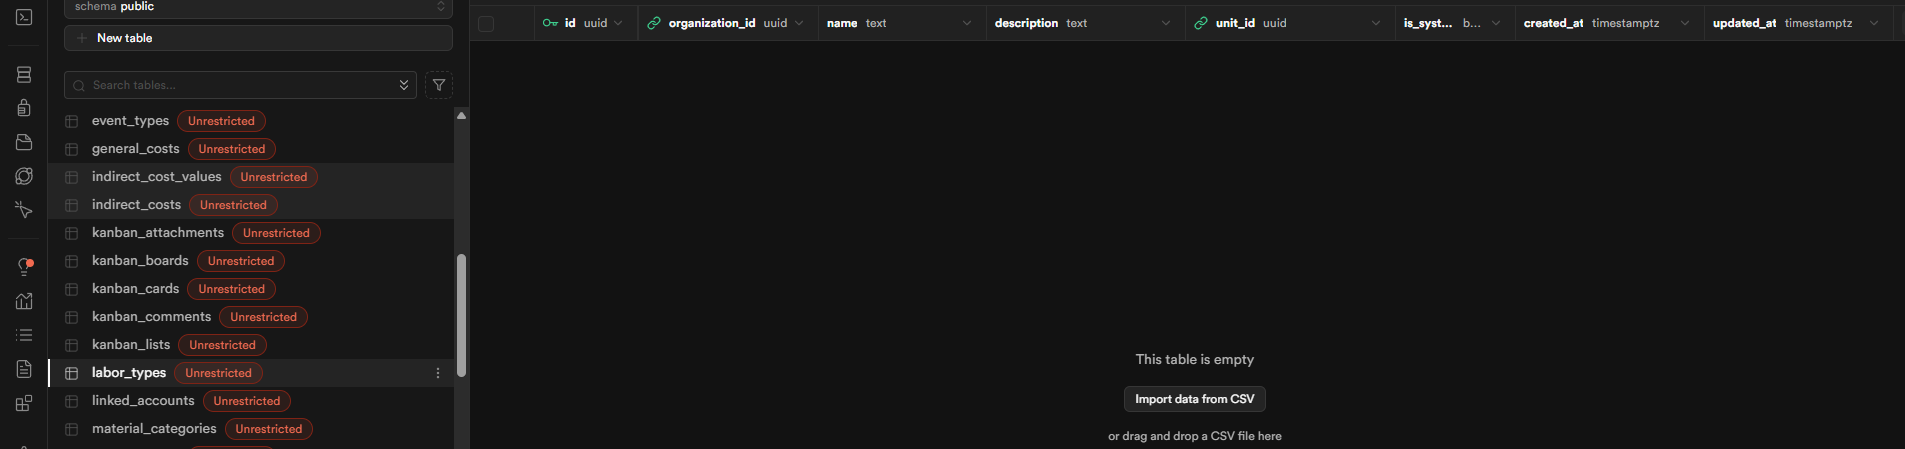 schema public
New table
Search tables...
event_types Unrestricted
general_costs Unrestricted
indirect_cost_values Unrestricted
indirect_costs Unrestricted
kanban_attachments Unrestricted
kanban_boards Unrestricted
kanban_cards Unrestricted
kanban_comments Unrestricted
kanban_lists Unrestricted
labor_types Unrestricted
linked_accounts Unrestricted
material_categories Unrestricted
id uuid organization_id uuid name text description text unit_id uuid is_syst... b... created_at timestamptz updated_at timestamptz
This table is empty
Import data from CSV
or drag and drop a CSV file here